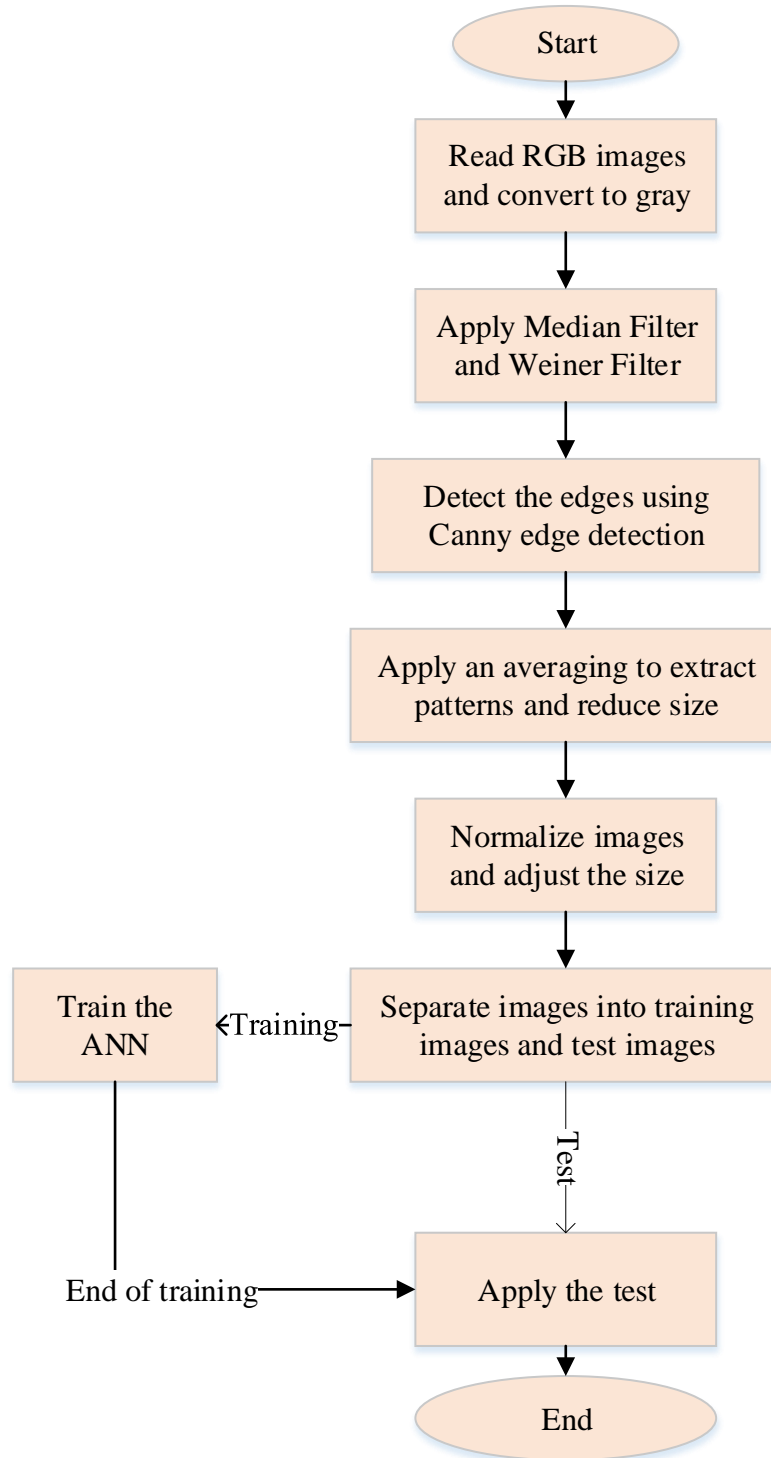 Start
Read RGB images
and convert to gray
Apply Median Filter
and Weiner Filter
Detect the edges using
Canny edge detection
Apply an averaging to extract
patterns and reduce size
Normalize images
and adjust the size
Separate images into training
images and test images
Training
Train the
ANN
Test
End of training
Apply the test
End